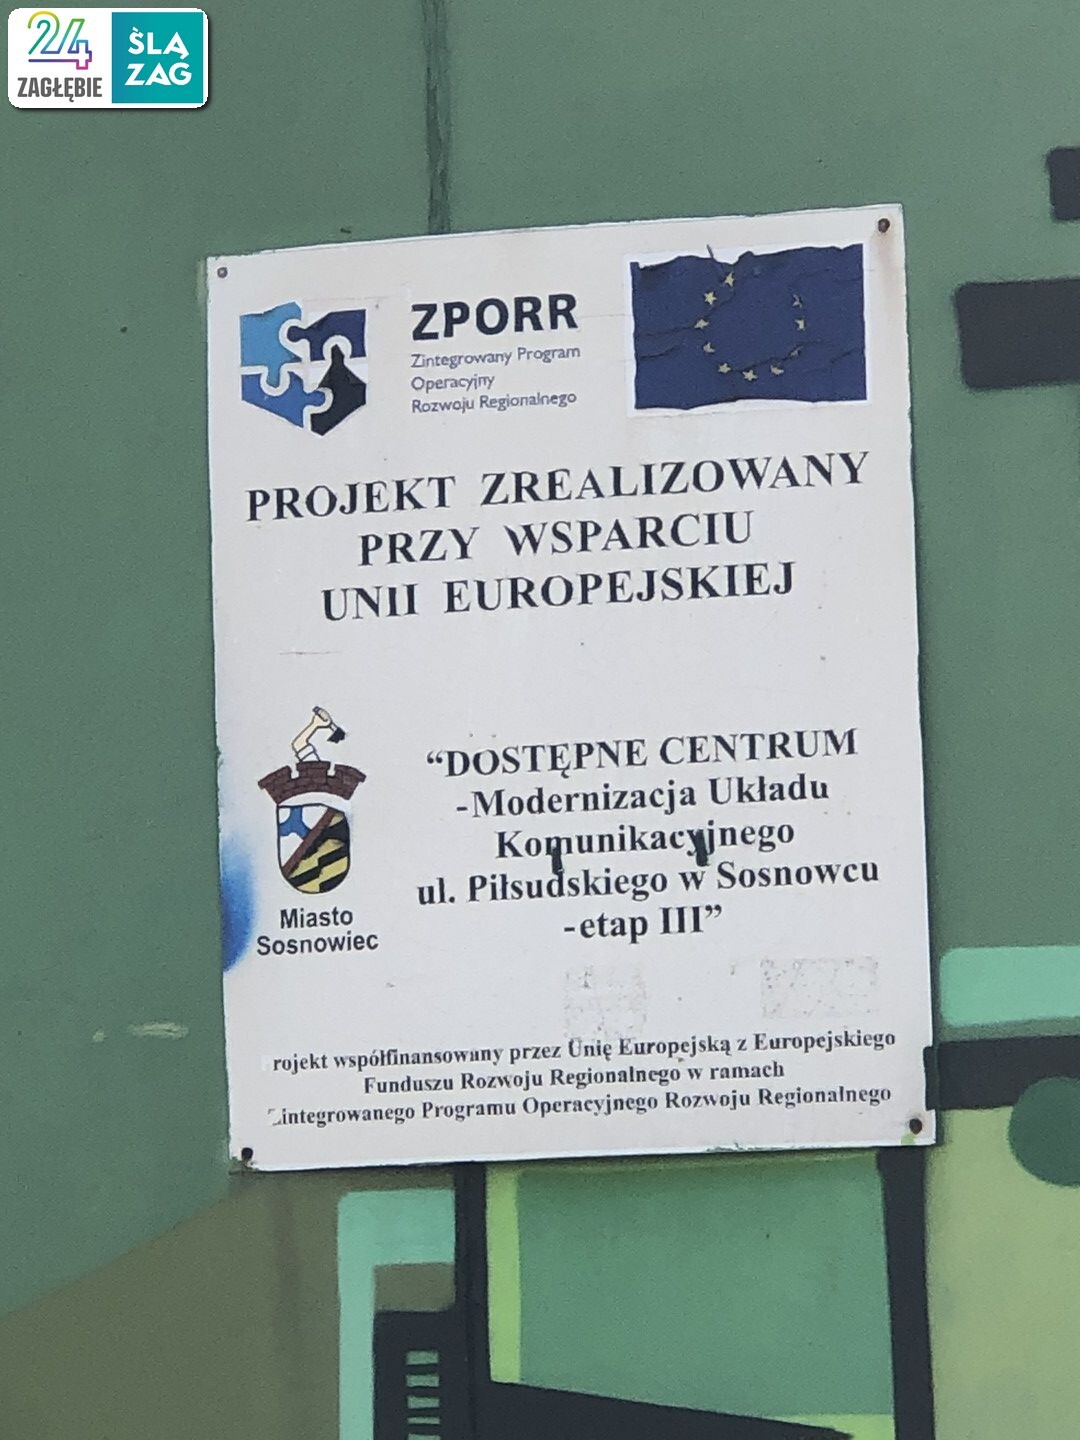 24
ZAGŁĘBIE
ŚLĄ
ZAG
ZPORR
Zintegrowany Program
Operacyjny
Rozwoju Regionalnego
PROJEKT ZREALIZOWANY
PRZY WSPARCIU
UNII EUROPEJSKIEJ
“DOSTĘPNE CENTRUM
-Modernizacja Układu
Komunikacyjnego
ul. Piłsudskiego w Sosnowcu
-etap III”
Miasto
Sosnowiec
rojekt współfinansowany przez Unię Europejską z Europejskiego
Funduszu Rozwoju Regionalnego w ramach
Zintegrowanego Programu Operacyjnego Rozwoju Regionalnego